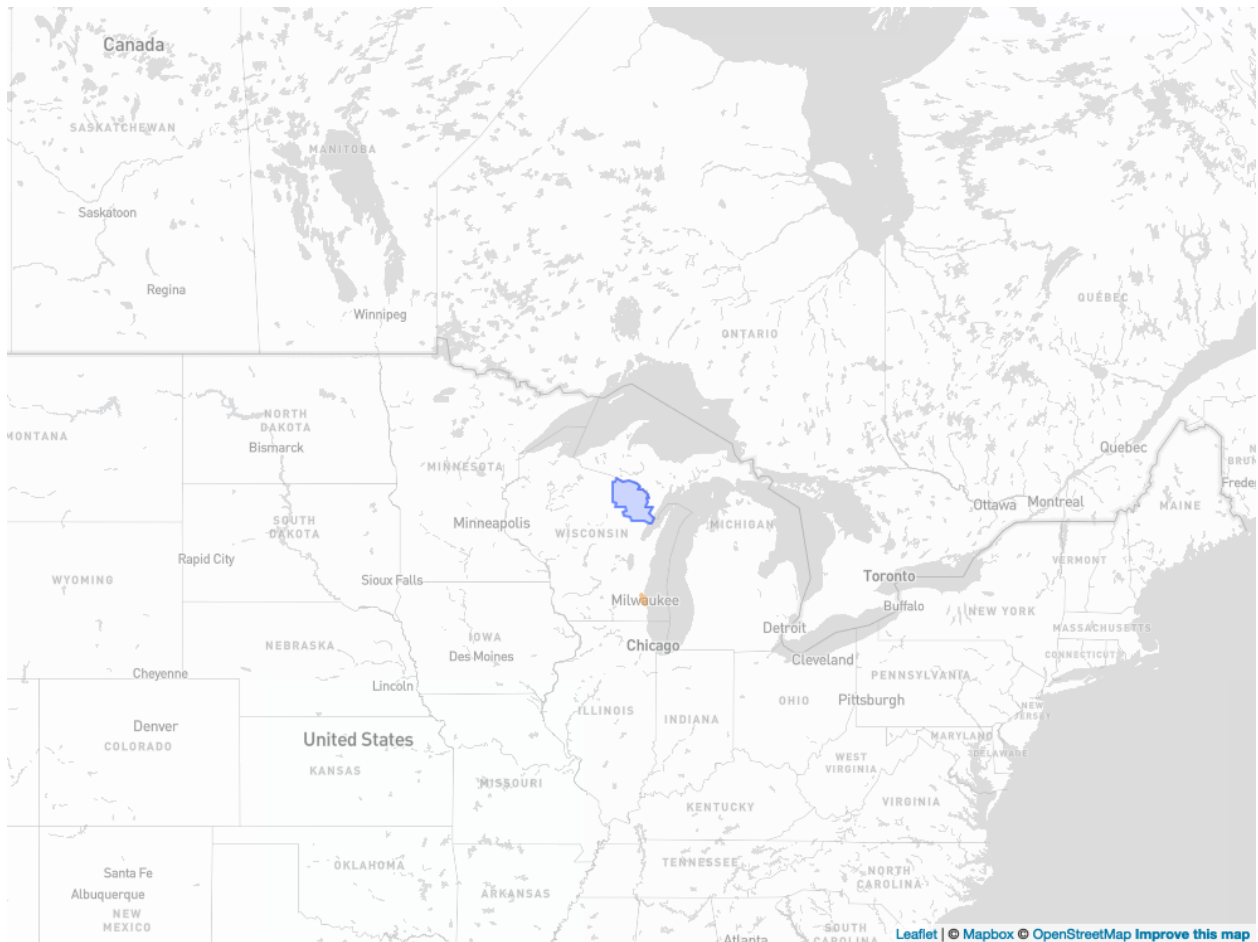 Canada
SASKATCHEWAN
MANITOBA
Saskatoon
Regina
Winnipeg
QUÉBEC
ONTARIO
NORTH
DAKOTA
MONTANA
Bismarck
MINNESOTA
Quebec
Ottawa
Montreal
MAINE
Minneapolis
SOUTH
DAKOTA
WISCONSIN
MICHIGAN
Rapid City
VERMONT
WYOMING
Sioux Falls
Toronto
Milwaukee
Buffalo
NEW YORK
NEBRASKA
IOWA
Des Moines
Chicago
Detroit
MASSACHUSETTS
Cleveland
CONNECTICUT
Cheyenne
Lincoln
PENNSYLVANIA
OHIO
Pittsburgh
ILLINOIS
INDIANA
NEW
JERSEY
Denver
COLORADO
United States
MARYLAND
DELAWARE
KANSAS
WEST
VIRGINIA
MISSOURI
KENTUCKY
VIRGINIA
OKLAHOMA
TENNESSEE
Santa Fe
NORTH
CAROLINA
Albuquerque
ARKANSAS
NEW
MEXICO
SOUTH
CAROLINA
Atlanta
Leaflet | © Mapbox © OpenStreetMap Improve this map